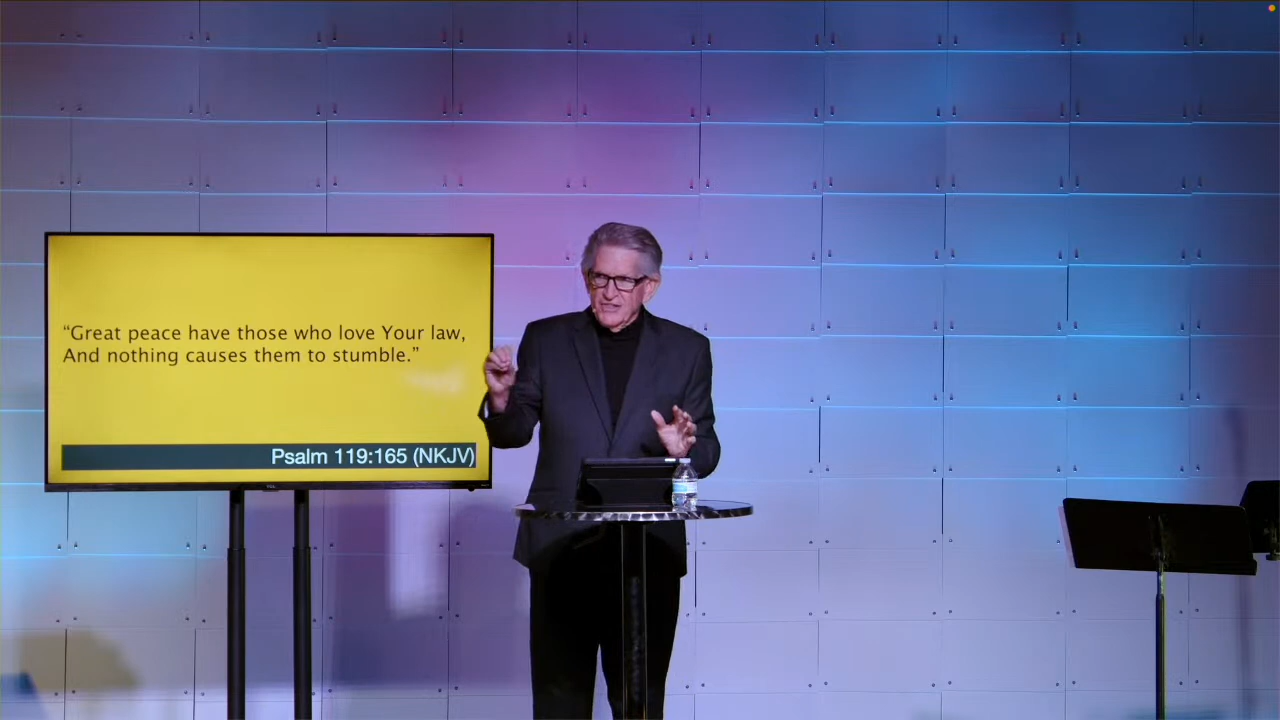 “Great peace have those who love Your law,
And nothing causes them to stumble.”
Psalm 119:165 (NKJV)